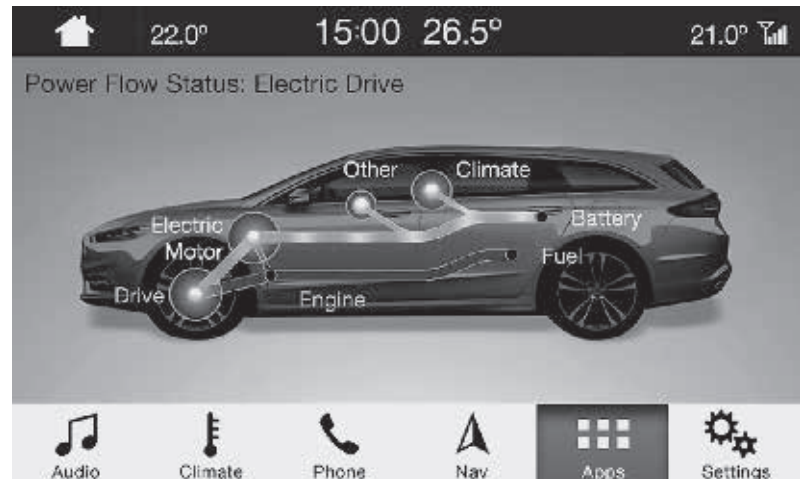 22.0° 15:00 26.5° 21.0°
Power Flow Status: Electric Drive
Other Climate
Electric
Motor
Battery
Fuel
Drive
Engine
Audio Climate Phone Nav Apps Settings